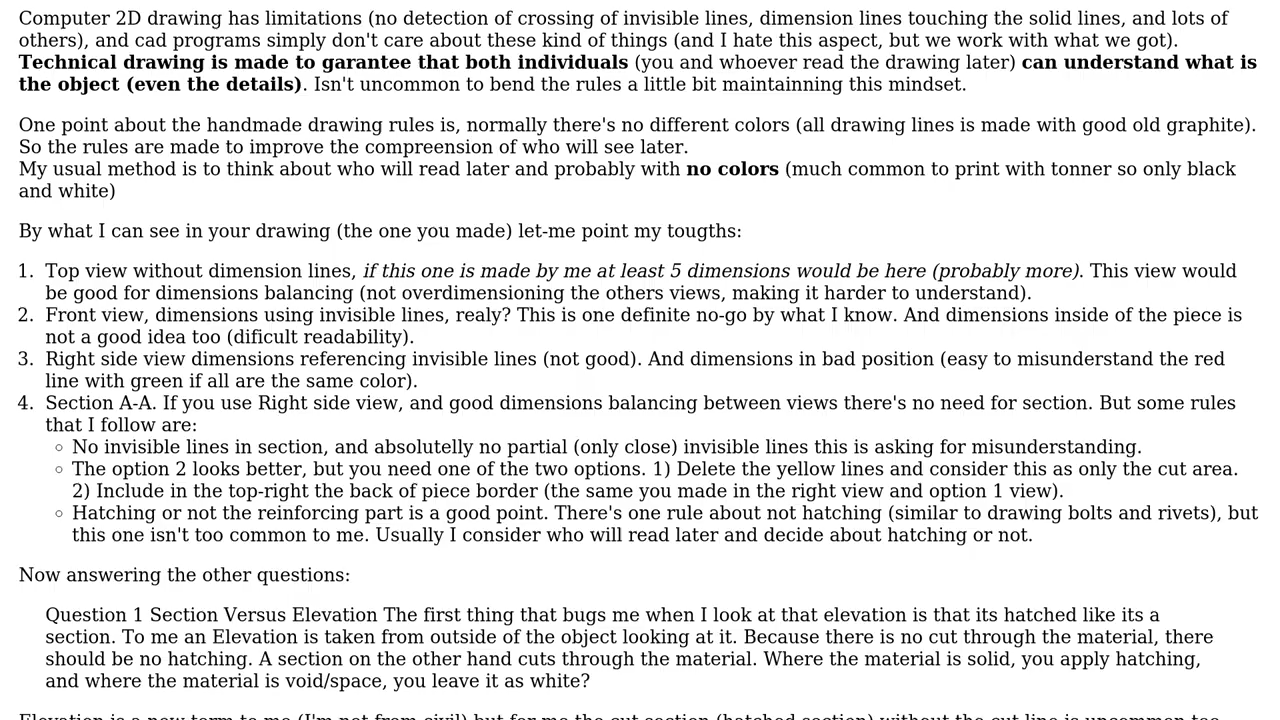 Computer 2D drawing has limitations (no detection of crossing of invisible lines, dimension lines touching the solid lines, and lots of
others), and cad programs simply don't care about these kind of things (and I hate this aspect, but we work with what we got).
Technical drawing is made to garantee that both individuals (you and whoever read the drawing later) can understand what is
the object (even the details). Isn't uncommon to bend the rules a little bit maintainning this mindset.
One point about the handmade drawing rules is, normally there's no different colors (all drawing lines is made with good old graphite).
So the rules are made to improve the compreension of who will see later.
My usual method is to think about who will read later and probably with no colors (much common to print with tonner so only black
and white)
By what I can see in your drawing (the one you made) let-me point my tougths:
1. Top view without dimension lines, if this one is made by me at least 5 dimensions would be here (probably more). This view would
be good for dimensions balancing (not overdimensioning the others views, making it harder to understand).
2. Front view, dimensions using invisible lines, realy? This is one definite no-go by what I know. And dimensions inside of the piece is
not a good idea too (dificult readability).
3. Right side view dimensions referencing invisible lines (not good). And dimensions in bad position (easy to misunderstand the red
line with green if all are the same color).
4. Section A-A. If you use Right side view, and good dimensions balancing between views there's no need for section. But some rules
that I follow are:
◦ No invisible lines in section, and absolutelly no partial (only close) invisible lines this is asking for misunderstanding.
◦ The option 2 looks better, but you need one of the two options. 1) Delete the yellow lines and consider this as only the cut area.
2) Include in the top-right the back of piece border (the same you made in the right view and option 1 view).
◦ Hatching or not the reinforcing part is a good point. There's one rule about not hatching (similar to drawing bolts and rivets), but
this one isn't too common to me. Usually I consider who will read later and decide about hatching or not.
Now answering the other questions:
Question 1 Section Versus Elevation The first thing that bugs me when I look at that elevation is that its hatched like its a
section. To me an Elevation is taken from outside of the object looking at it. Because there is no cut through the material, there
should be no hatching. A section on the other hand cuts through the material. Where the material is solid, you apply hatching,
and where the material is void/space, you leave it as white?
Elevation is a new term to me (I'm not from civil) but for me the cut section (hatched section) without the cut line is uncommon too